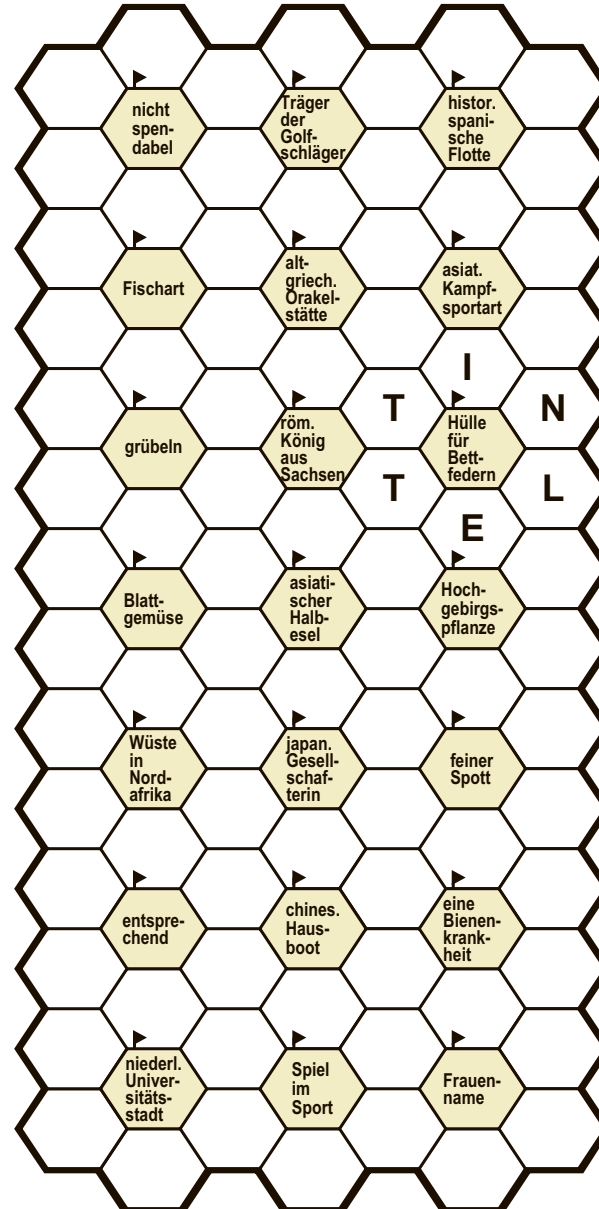 nicht
spen-
dabel
Träger
der
Golf-
schläger
histor.
spani-
sche
Flotte
Fischart
alt-
griech.
Orakel-
stätte
asiat.
Kampf-
sportart
I
T
N
grübeln
röm.
König
aus
Sachsen
Hülle
für
Bett-
federn
T
L
E
Blatt-
gemüse
asiati-
scher
Halb-
esel
Hoch-
gebirgs-
pflanze
Wüste
in
Nord-
afrika
japan.
Gesell-
schaf-
terin
feiner
Spott
entspre-
chend
chines.
Haus-
boot
eine
Bienen-
krank-
heit
niederl.
Univer-
sitäts-
stadt
Spiel
im
Sport
Frauen-
name